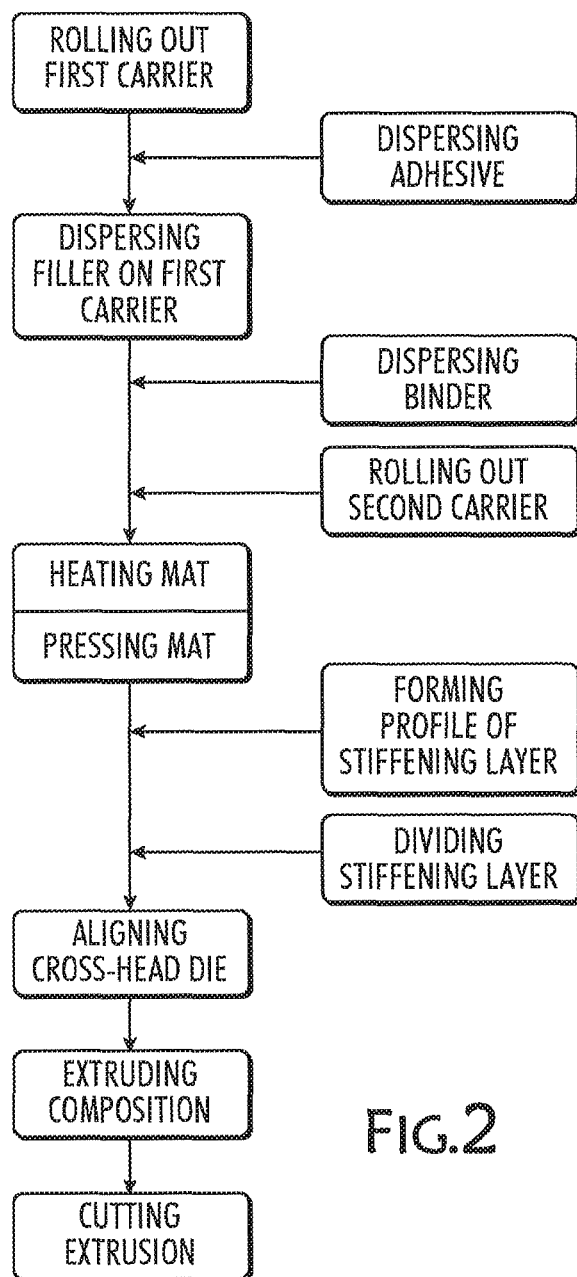 ROLLING OUT
FIRST CARRIER
DISPERSING
ADHESIVE
DISPERSING
FILLER ON FIRST
CARRIER
DISPERSING
BINDER
ROLLING OUT
SECOND CARRIER
HEATING MAT
PRESSING MAT
FORMING
PROFILE OF
STIFFENING LAYER
DIVIDING
STIFFENING LAYER
ALIGNING
CROSS-HEAD DIE
EXTRUDING
COMPOSITION
CUTTING
EXTRUSION
FIG.2